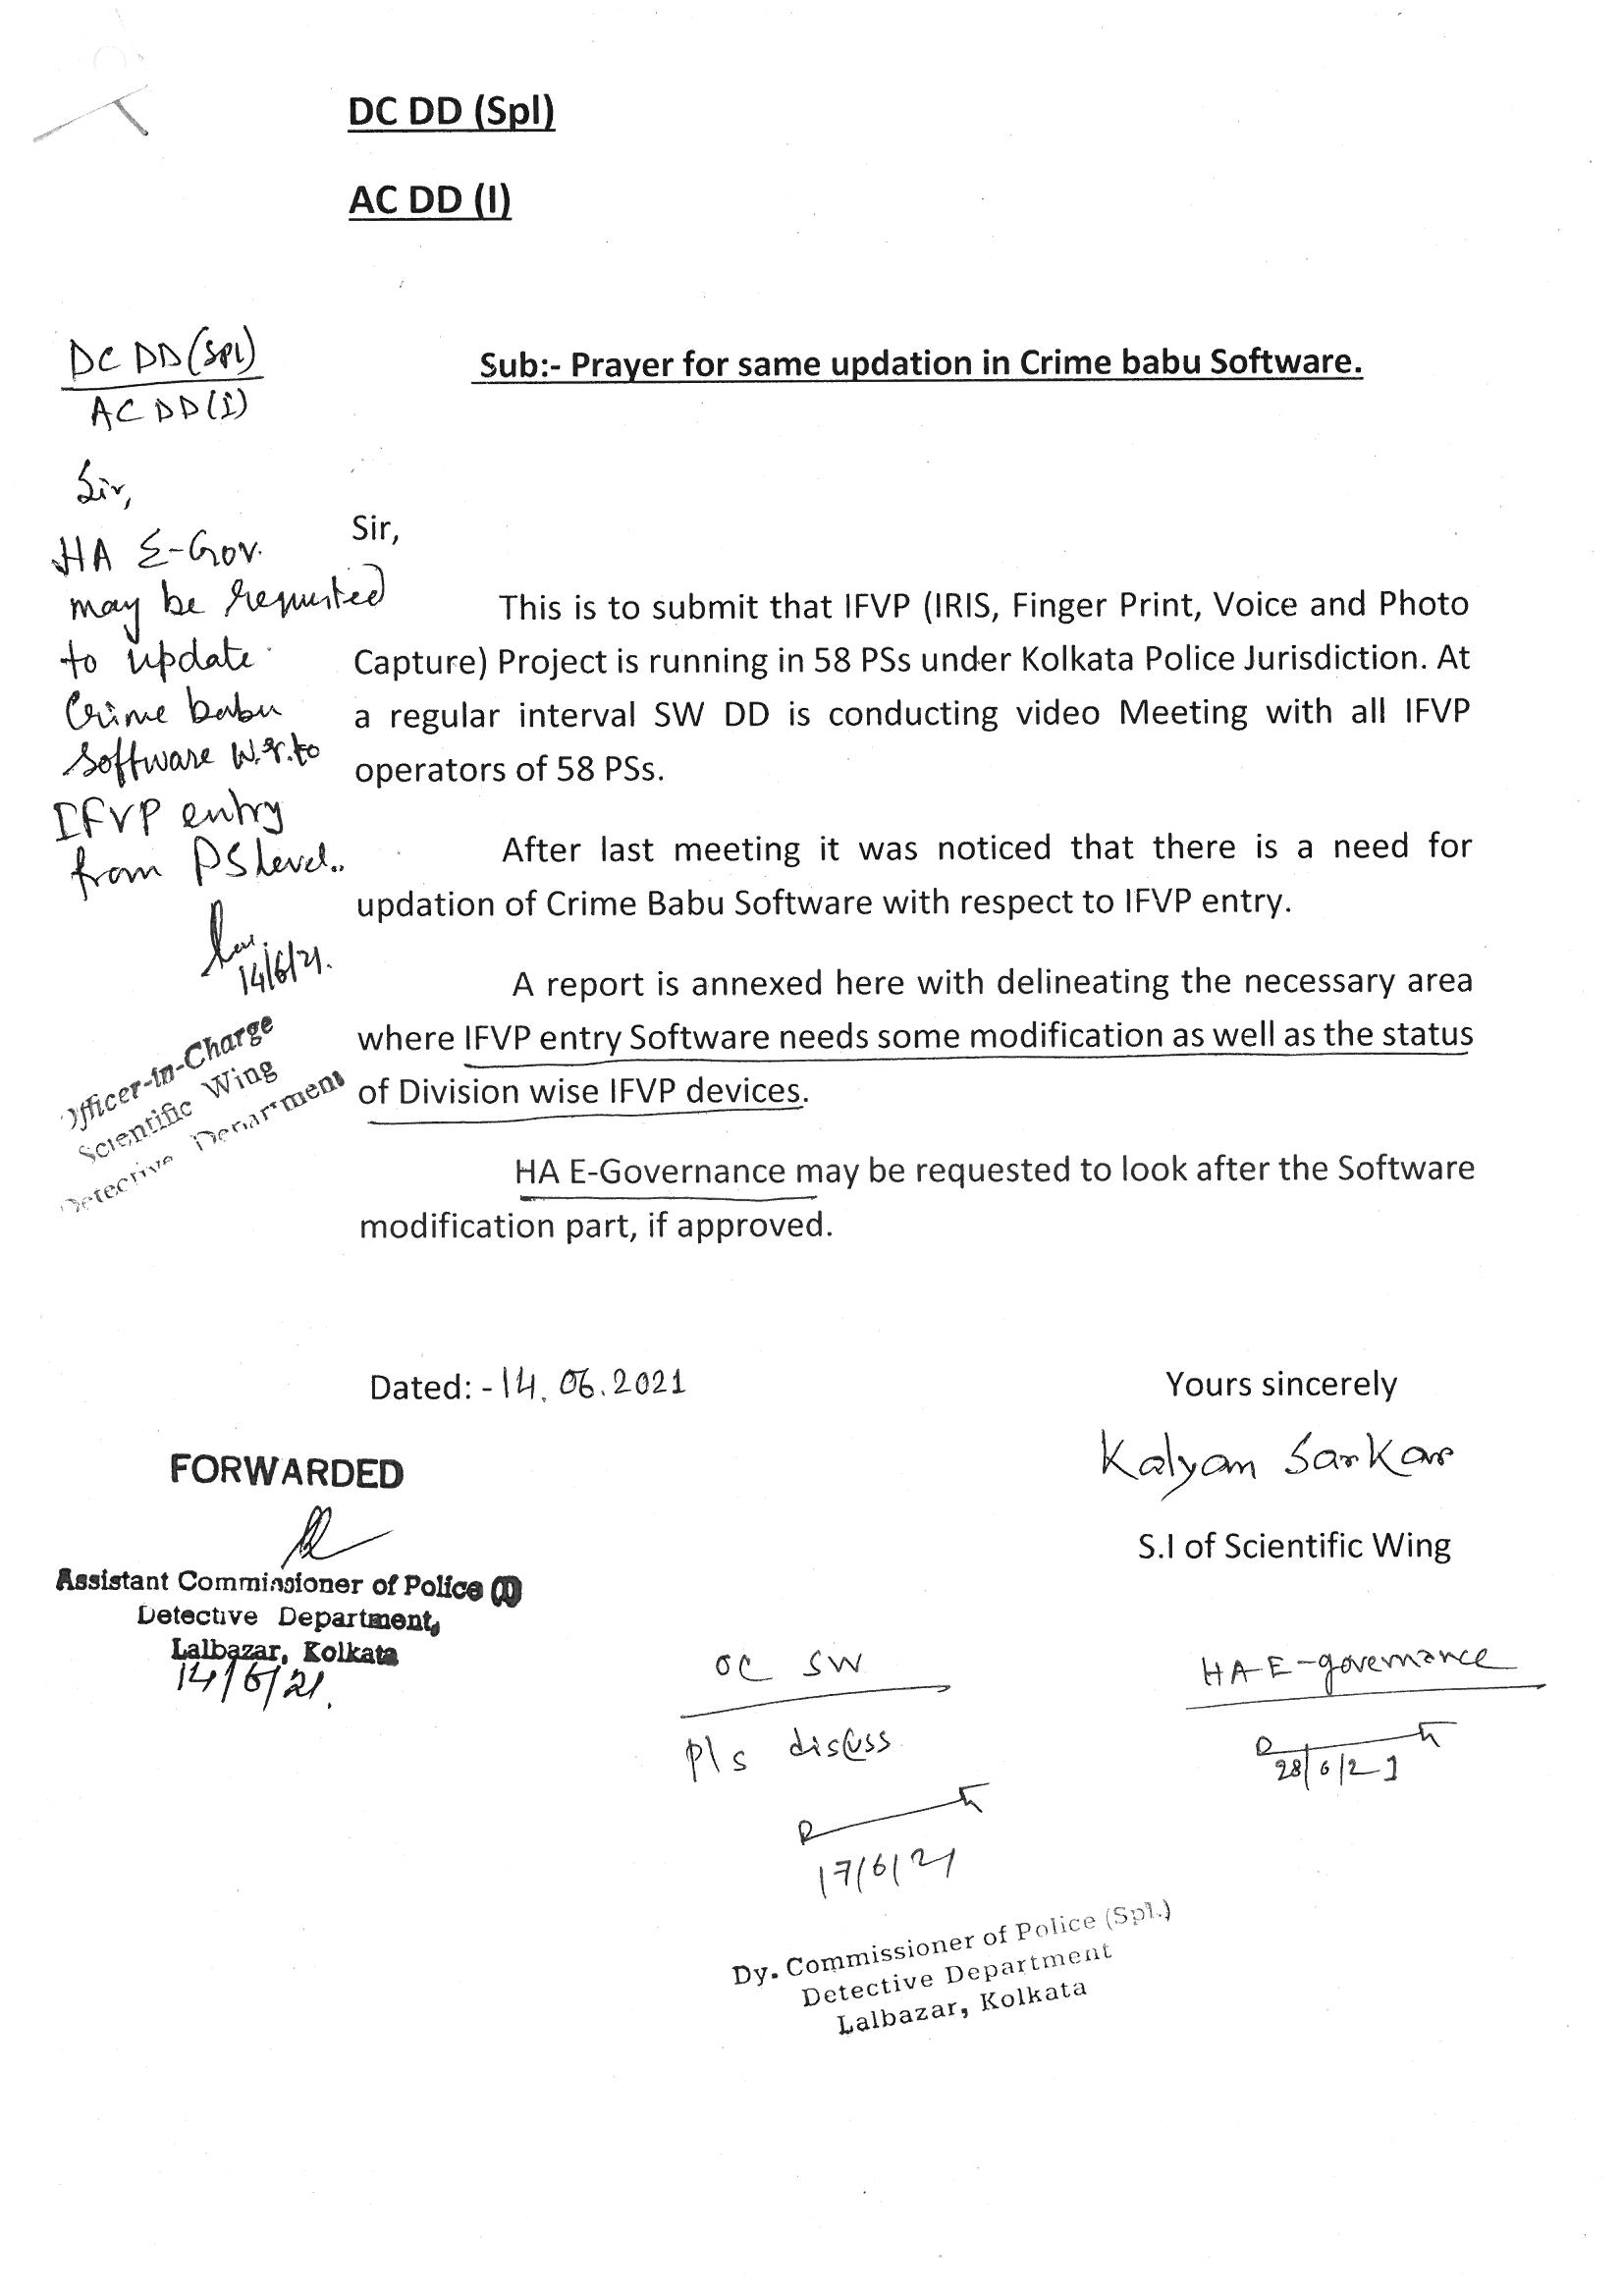 DC DD (Spl)
AC DD (I)
DC DD (SPL)
AC DD (I)
Sir,
HA E-Gov.
may be requested
to update
Crime babu
software W.r.to
IFVP entry
from PS level..
14/6/21.
Officer-in-Charge
Scientific Wing
Detective Department
Sub:- Prayer for same updation in Crime babu Software.
Sir,
This is to submit that IFVP (IRIS, Finger Print, Voice and Photo
Capture) Project is running in 58 PSs under Kolkata Police Jurisdiction. At
a regular interval SW DD is conducting video Meeting with all IFVP
operators of 58 PSs.
After last meeting it was noticed that there is a need for
updation of Crime Babu Software with respect to IFVP entry.
A report is annexed here with delineating the necessary area
where IFVP entry Software needs some modification as well as the status
of Division wise IFVP devices.
HA E-Governance may be requested to look after the Software
modification part, if approved.
Dated: - 14.06.2021
Yours sincerely
Kalyan Sarkar
S.I of Scientific Wing
FORWARDED
Assistant Commissioner of Police (I)
Detective Department,
Lalbazar, Kolkata
14/6/21.
OC SW
Pls discuss
17/6/21
Dy. Commissioner of Police (Spl.)
Detective Department
Lalbazar, Kolkata
HA E-governance
28/6/21